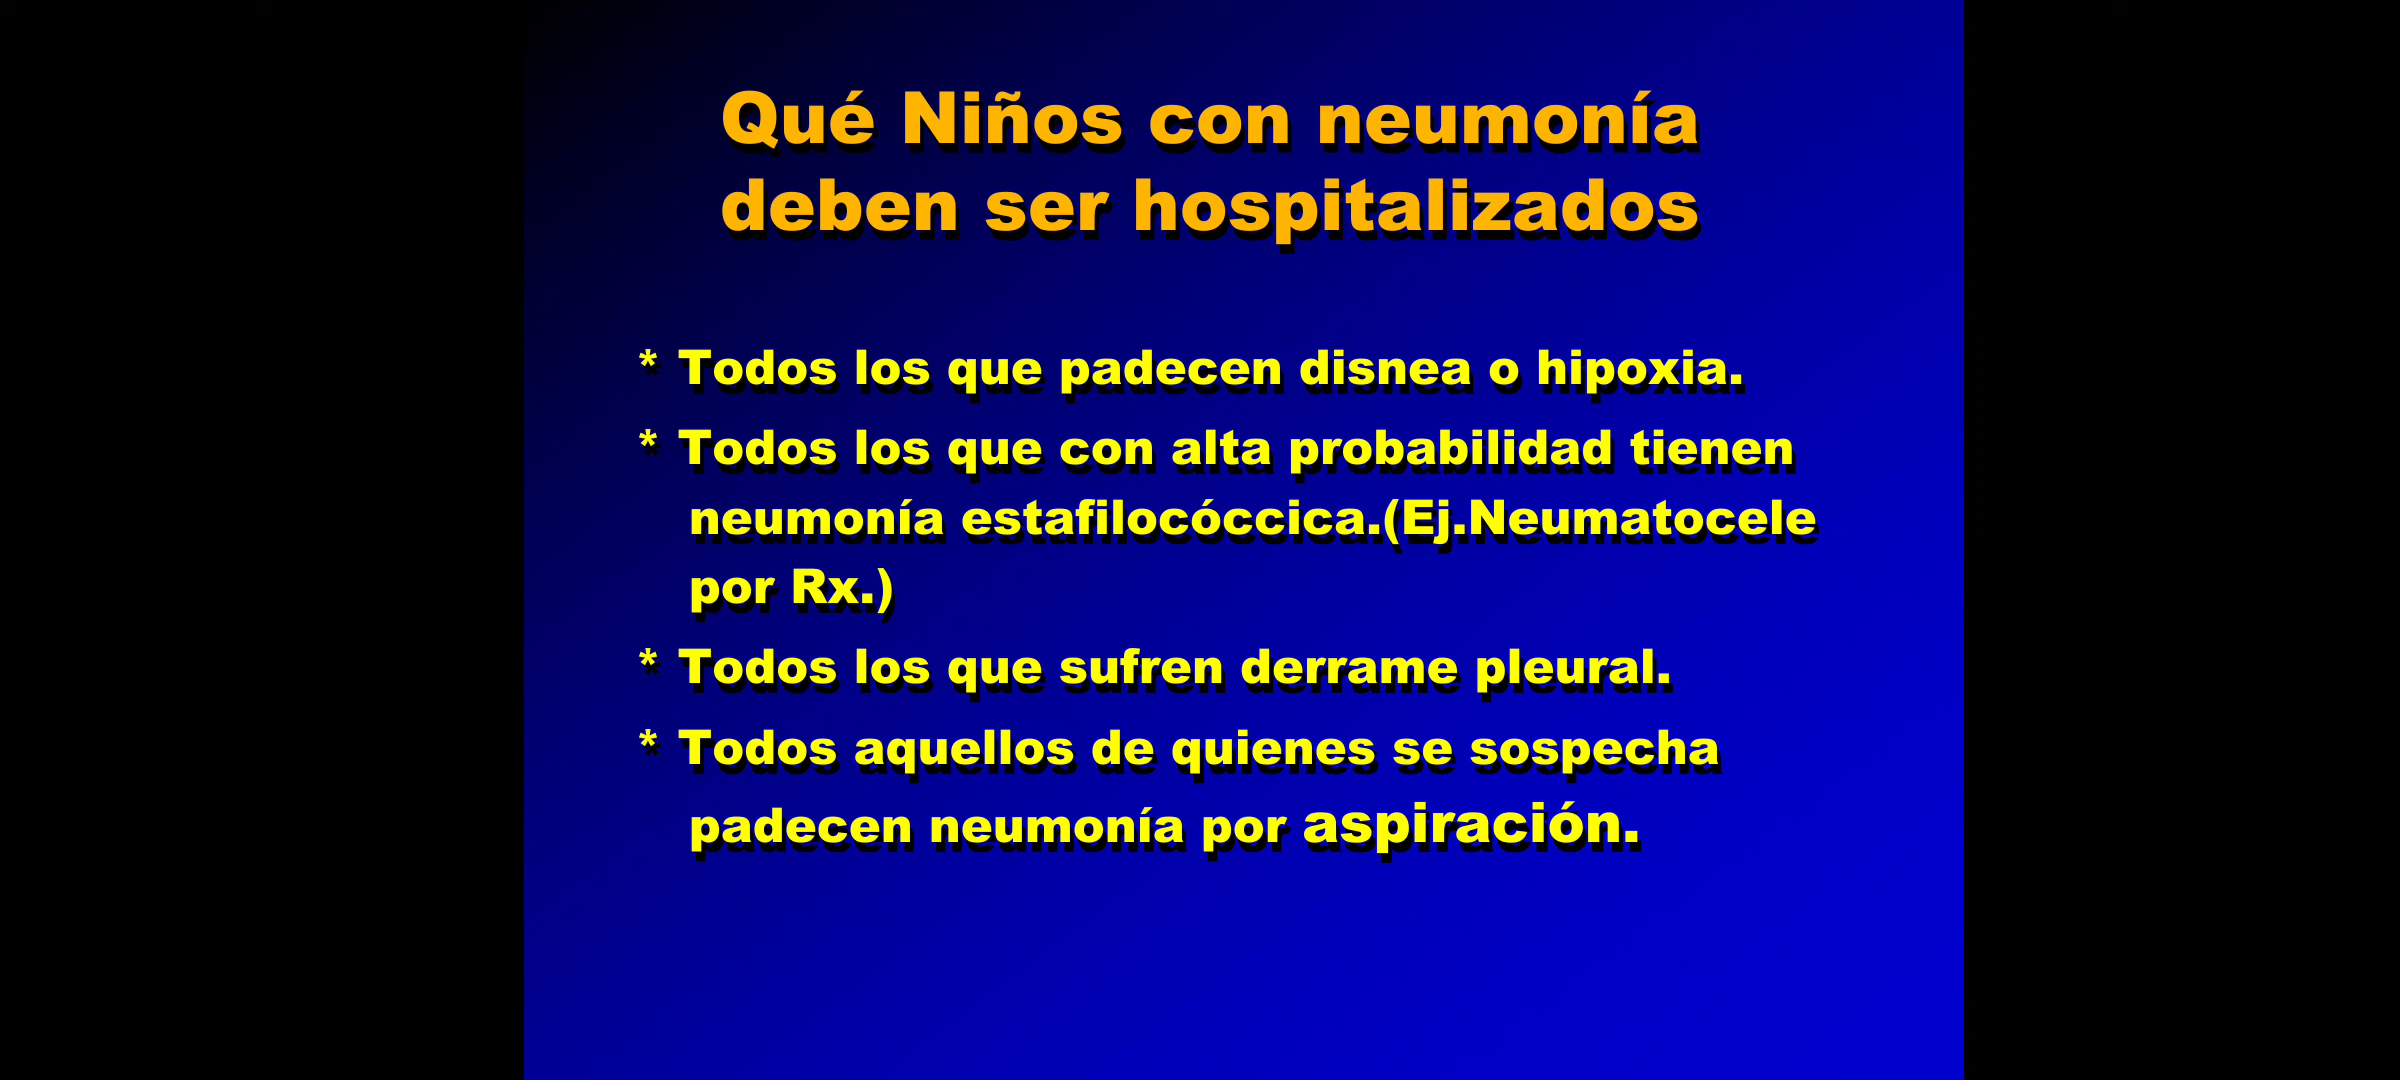 Qué Niños con neumonía
deben ser hospitalizados
* Todos los que padecen disnea o hipoxia.
* Todos los que con alta probabilidad tienen
neumonía estafilocóccica.(Ej.Neumatocele
por Rx.)
* Todos los que sufren derrame pleural.
* Todos aquellos de quienes se sospecha
padecen neumonía por aspiración.